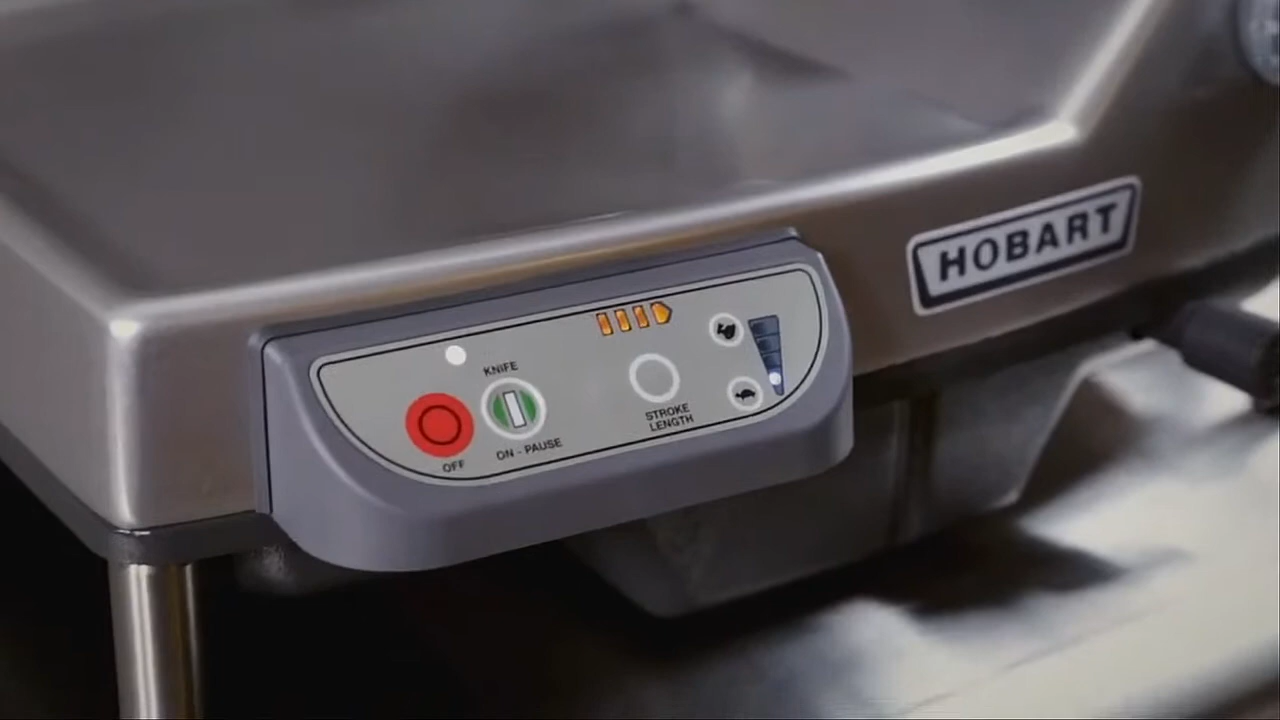 HOBART
KNIFE
OFF
ON - PAUSE
STROKE
LENGTH